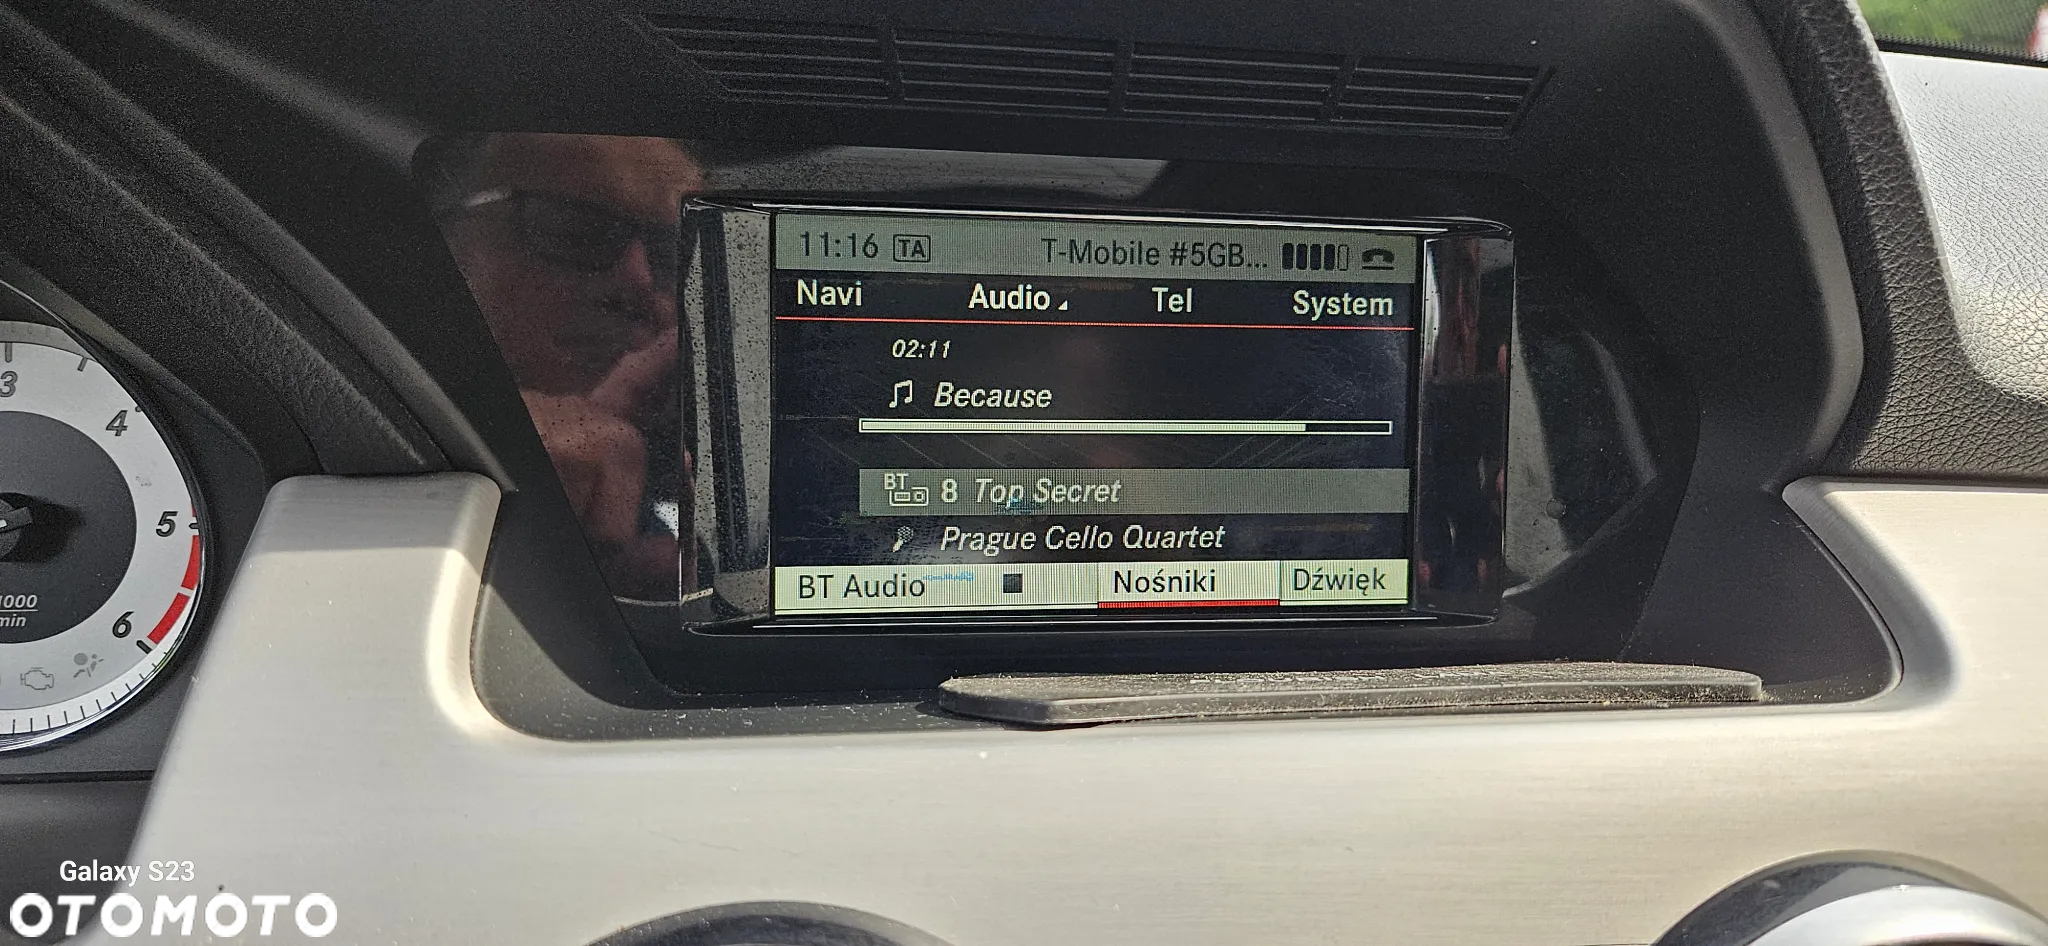 11:16 TA T-Mobile #5GB...
Navi Audio Tel System
02:11
Because
BT 8 Top Secret
Prague Cello Quartet
BT Audio Nośniki Dźwięk
3
4
5
6
1000
min
Galaxy S23
OTOMOTO